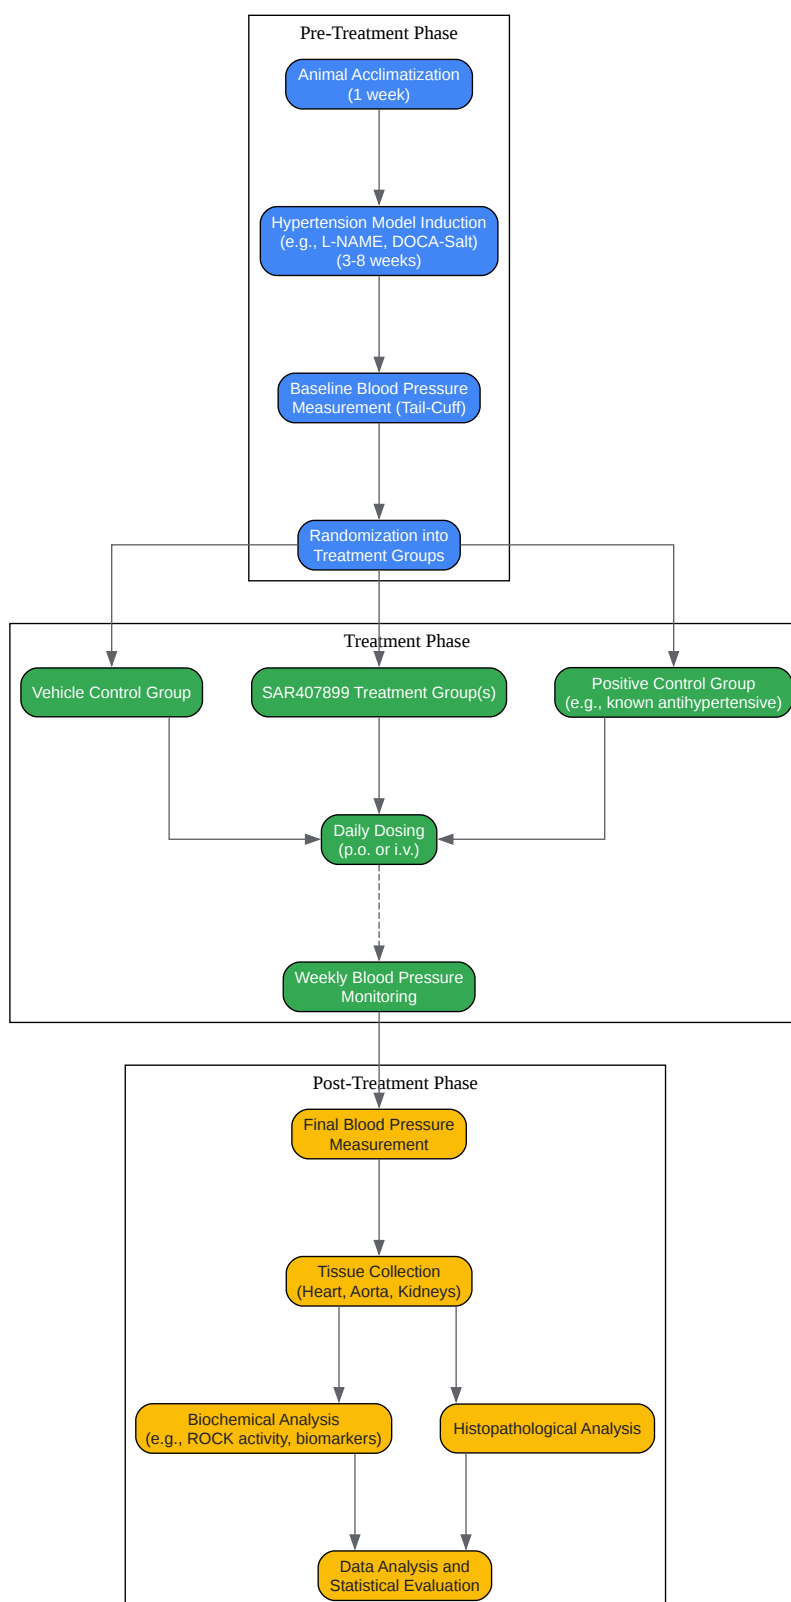 Pre-Treatment Phase
Animal Acclimatization
(1 week)
Hypertension Model Induction
(e.g., L-NAME, DOCA-Salt)
(3-8 weeks)
Baseline Blood Pressure
Measurement (Tail-Cuff)
Randomization into
Treatment Groups
Treatment Phase
Vehicle Control Group
SAR407899 Treatment Group(s)
Positive Control Group
(e.g., known antihypertensive)
Daily Dosing
(p.o. or i.v.)
Weekly Blood Pressure
Monitoring
Post-Treatment Phase
Final Blood Pressure
Measurement
Tissue Collection
(Heart, Aorta, Kidneys)
Biochemical Analysis
(e.g., ROCK activity, biomarkers)
Histopathological Analysis
Data Analysis and
Statistical Evaluation